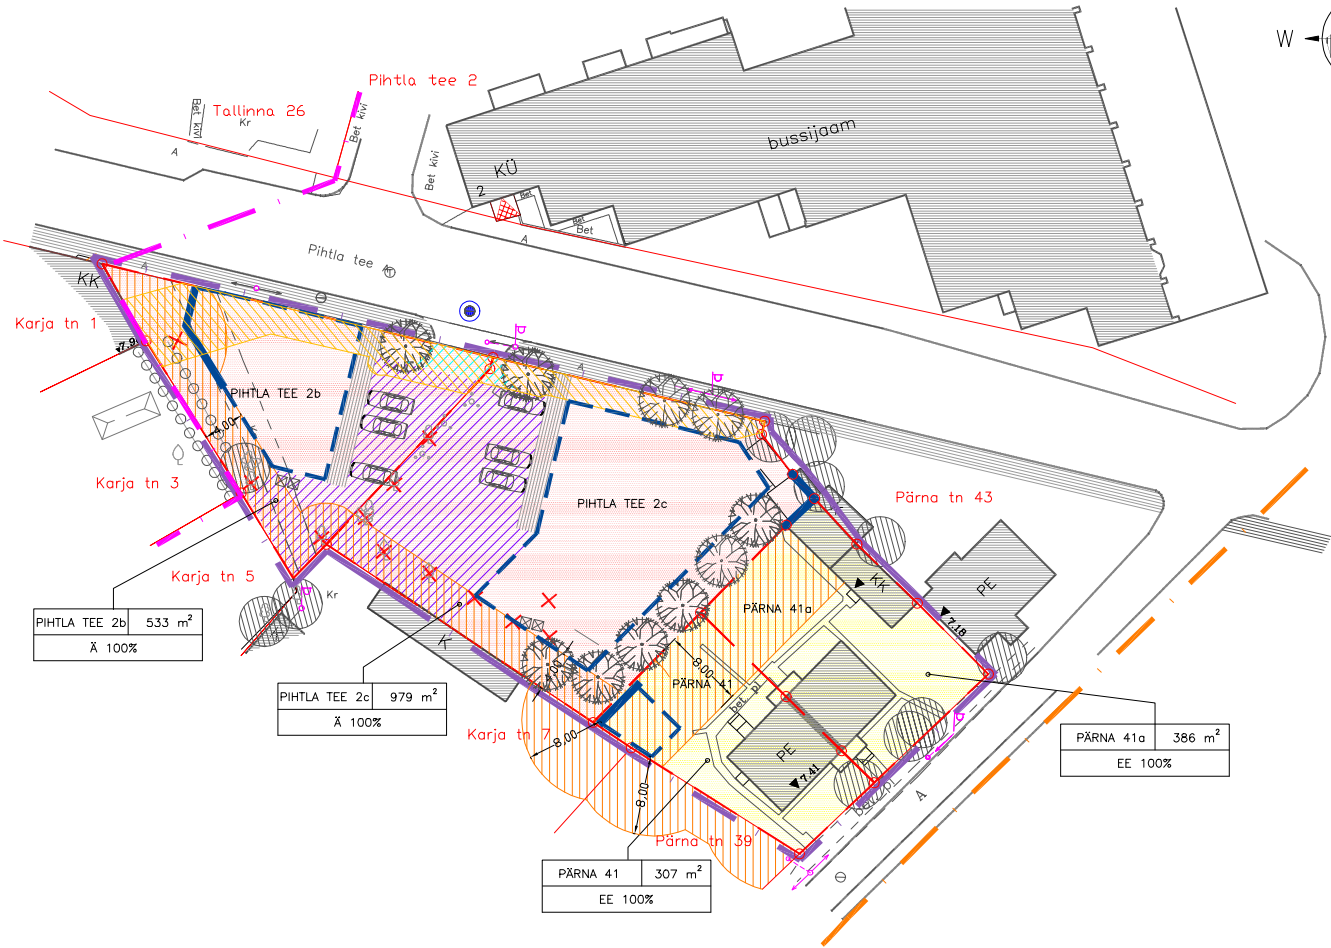 W
Pihtla tee 2
Tallinna 26
Bet kivi
Kr
A
Bet kivi
Bet kivi
bussijaam
KÜ
2
Bet
Bet
Bet
A
Pihtla tee
A
KK
Karja tn 1
7.9
A
A
PIHTLA TEE 2b
4,00
Karja tn 3
PIHTLA TEE 2c
Pärna tn 43
Karja tn 5
Kr
KK
PE
7.18
PÄRNA 41a
PIHTLA TEE 2b 533 m²
Ä 100%
K
8,00
4,00
PÄRNA 41
bet pl
PIHTLA TEE 2c 979 m²
Ä 100%
Karja tn 7
8,00
PE
7.41
PÄRNA 41a 386 m²
EE 100%
8,00
A
Pärna tn 39
PÄRNA 41 307 m²
EE 100%